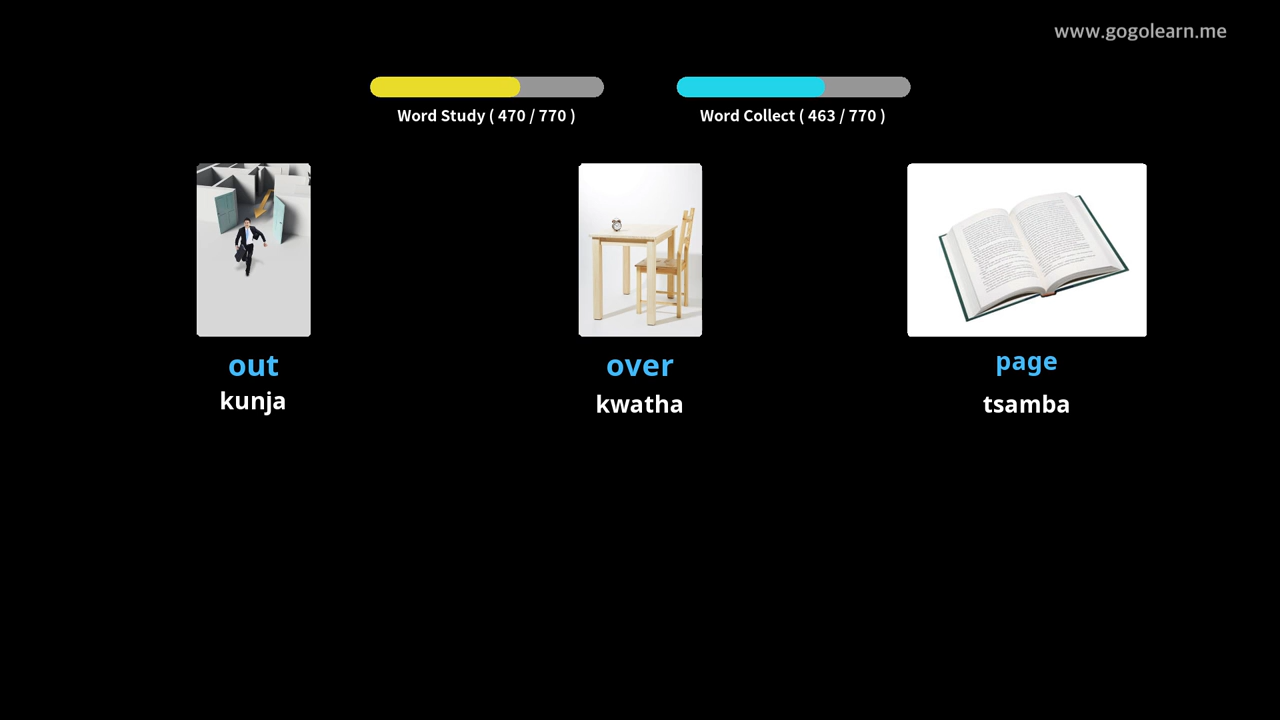 www.gogolearn.me
Word Study ( 470 / 770 )
Word Collect ( 463 / 770 )
out
kunja
over
kwatha
page
tsamba